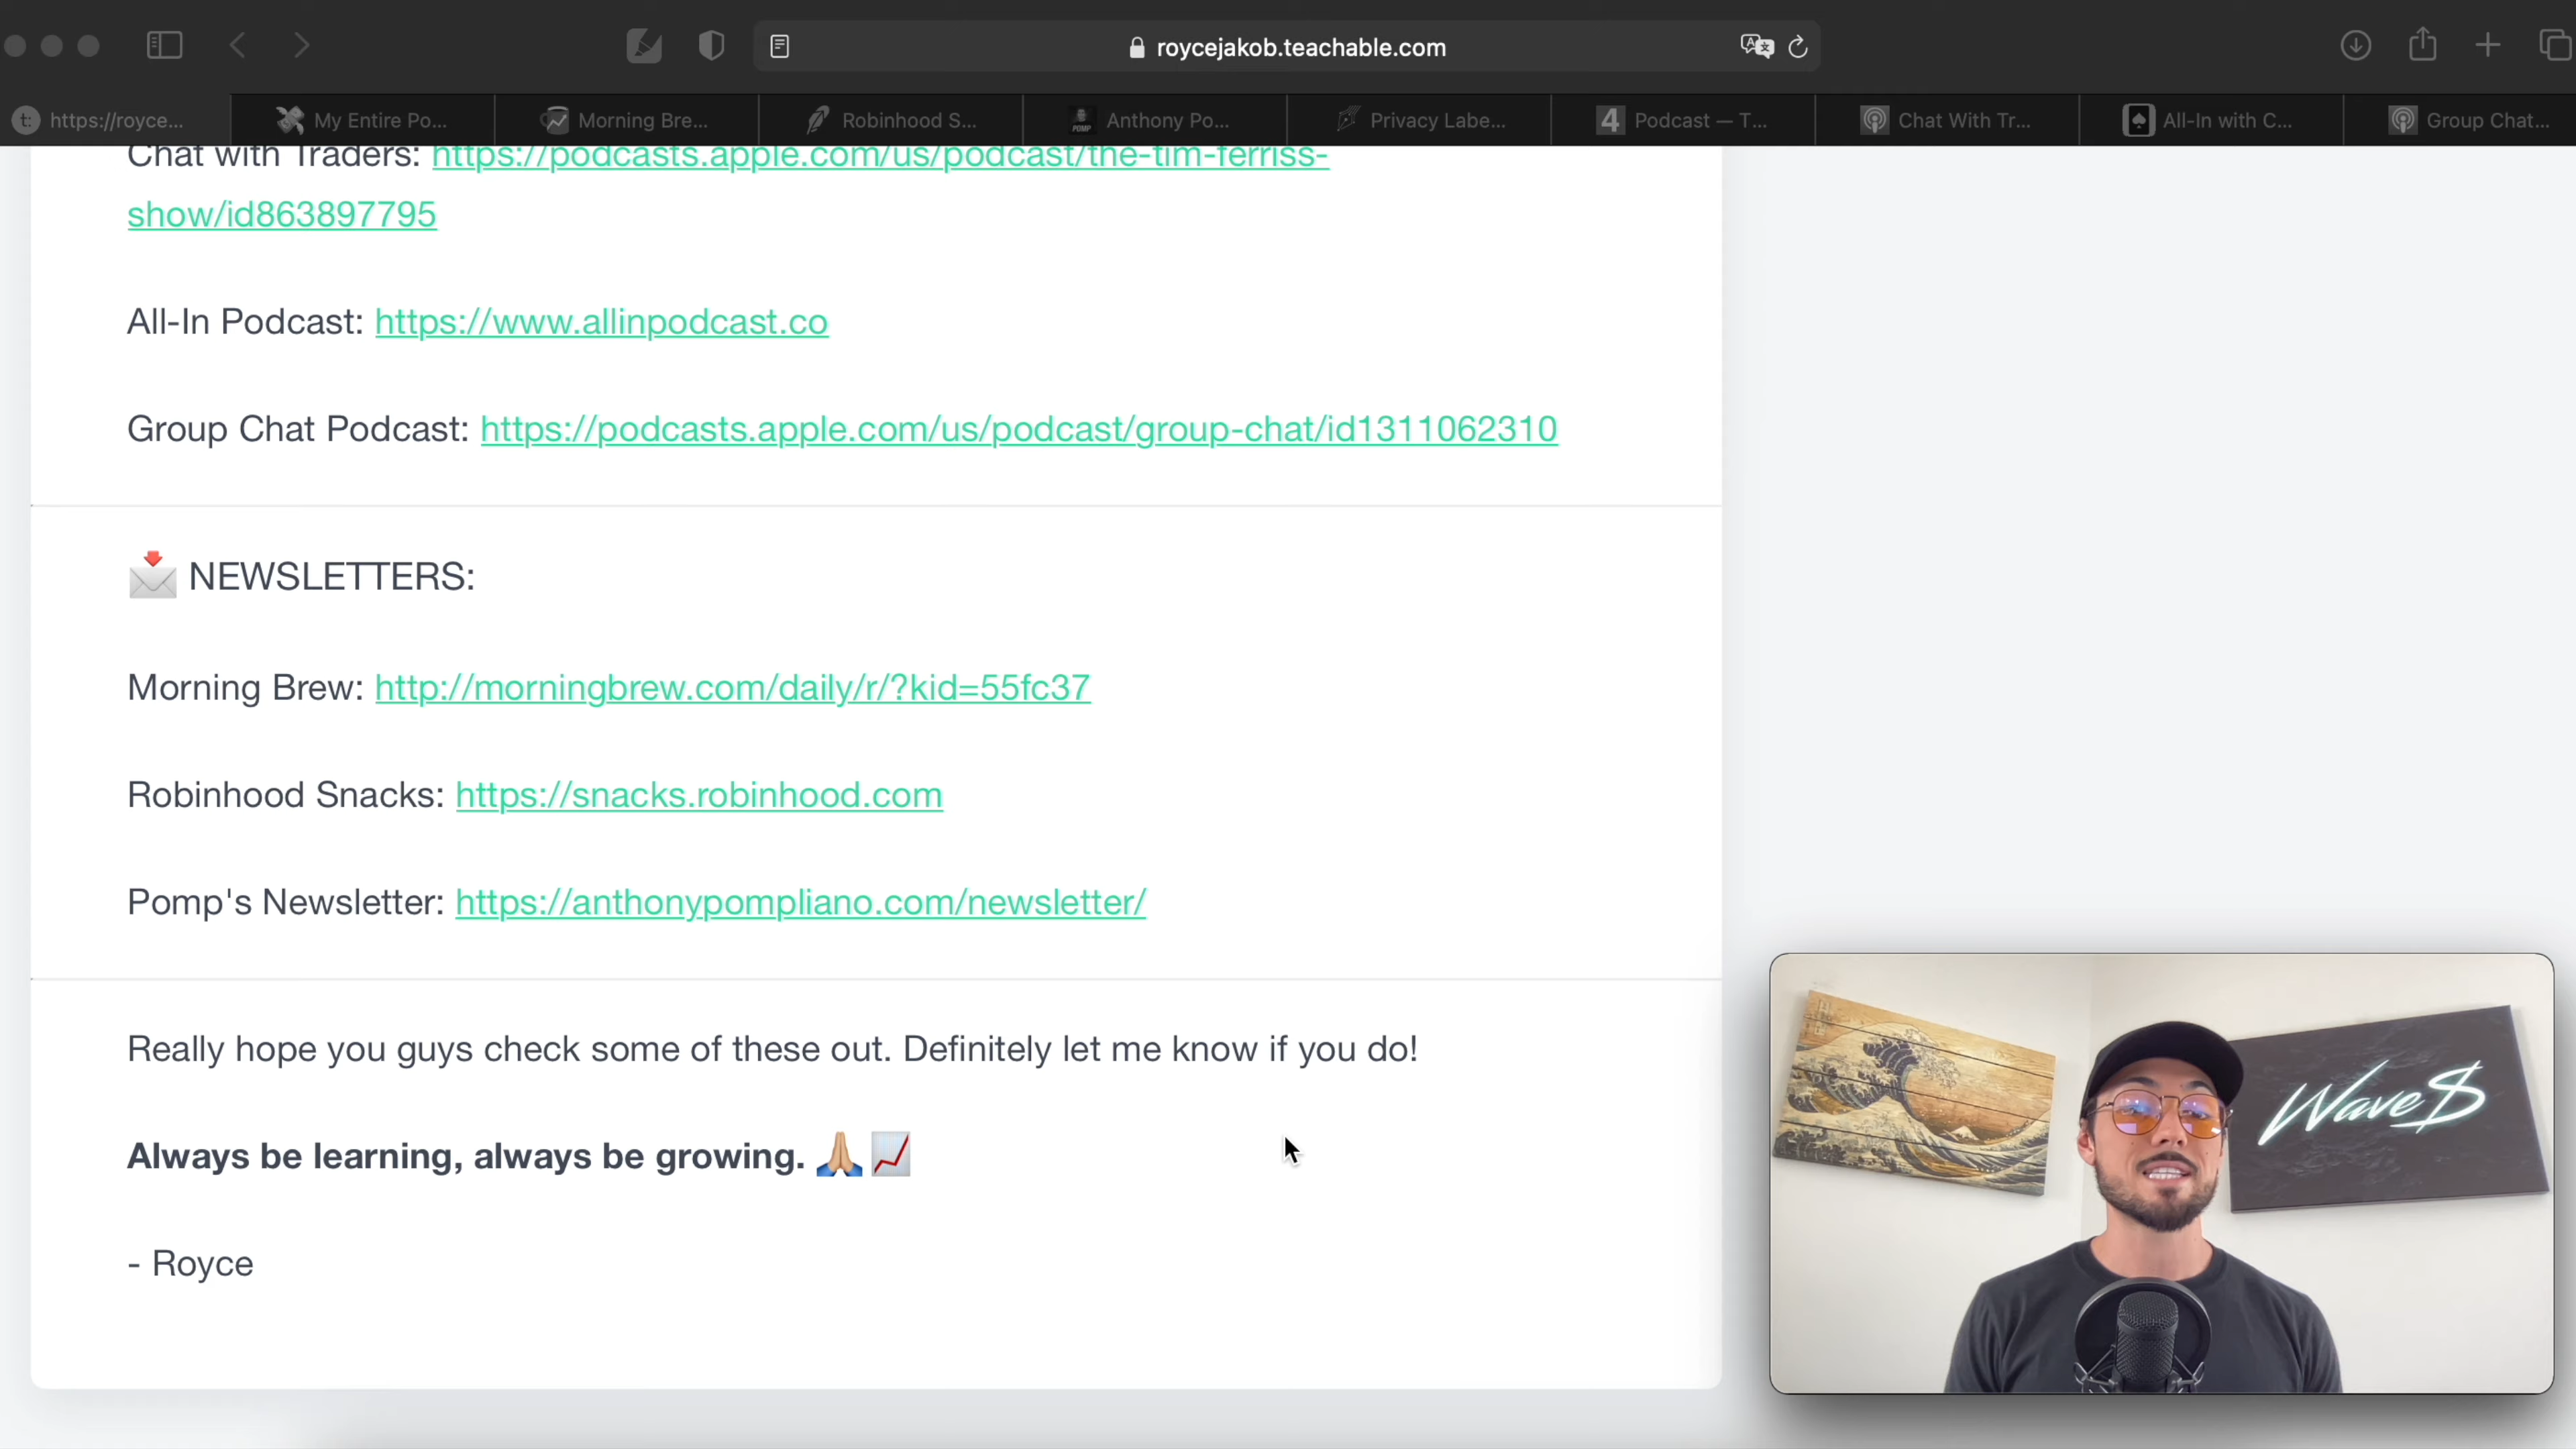 roycejakob.teachable.com
https://royce...
My Entire Po...
Morning Bre...
Robinhood S...
Anthony Po...
Privacy Labe...
Podcast — T...
Chat With Tr...
All-In with C...
Group Chat...
Chat with Traders: https://podcasts.apple.com/us/podcast/the-tim-ferriss-
show/id863897795
All-In Podcast: https://www.allinpodcast.co
Group Chat Podcast: https://podcasts.apple.com/us/podcast/group-chat/id1311062310
NEWSLETTERS:
Morning Brew: http://morningbrew.com/daily/r/?kid=55fc37
Robinhood Snacks: https://snacks.robinhood.com
Pomp's Newsletter: https://anthonypompliano.com/newsletter/
Really hope you guys check some of these out. Definitely let me know if you do!
Always be learning, always be growing. 🙏🏼📈
- Royce
Wave$